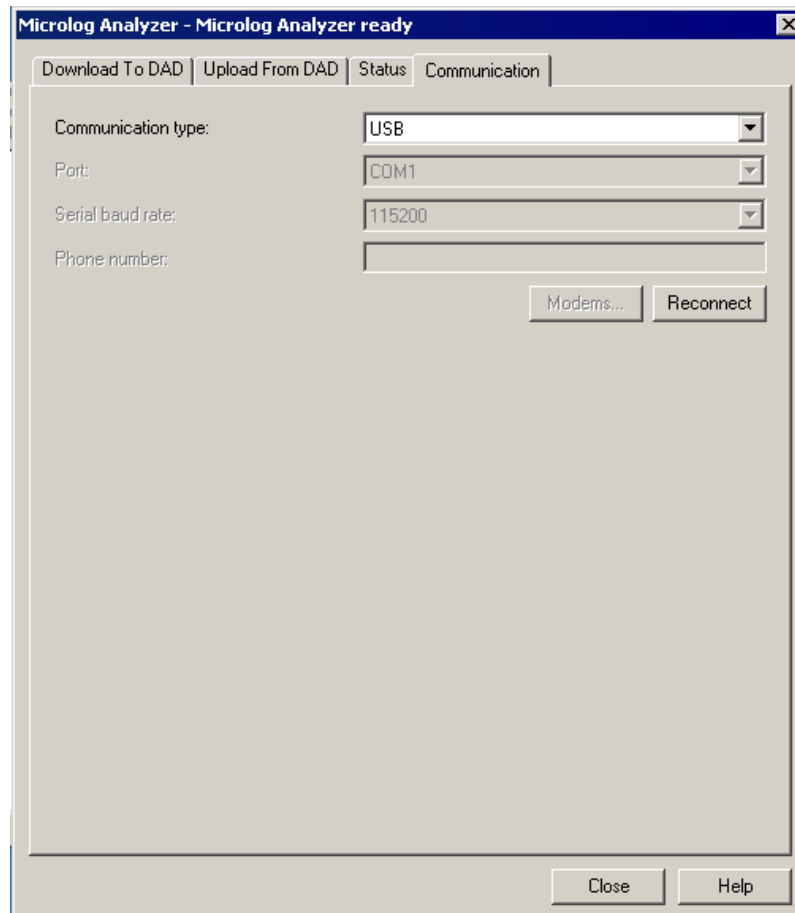 Microlog Analyzer - Microlog Analyzer ready
Download To DAD Upload From DAD Status Communication
Communication type: USB
Port: COM1
Serial baud rate: 115200
Phone number:
Modems... Reconnect
Close Help